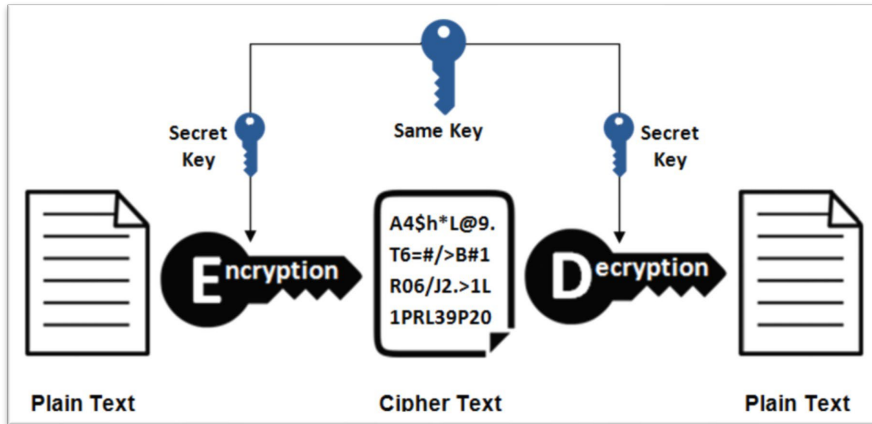 Same Key
Secret
Key
Secret
Key
Encryption
A4$h*L@9.
T6=#/>B#1
R06/J2.>1L
1PRL39P20
Decryption
Plain Text
Cipher Text
Plain Text